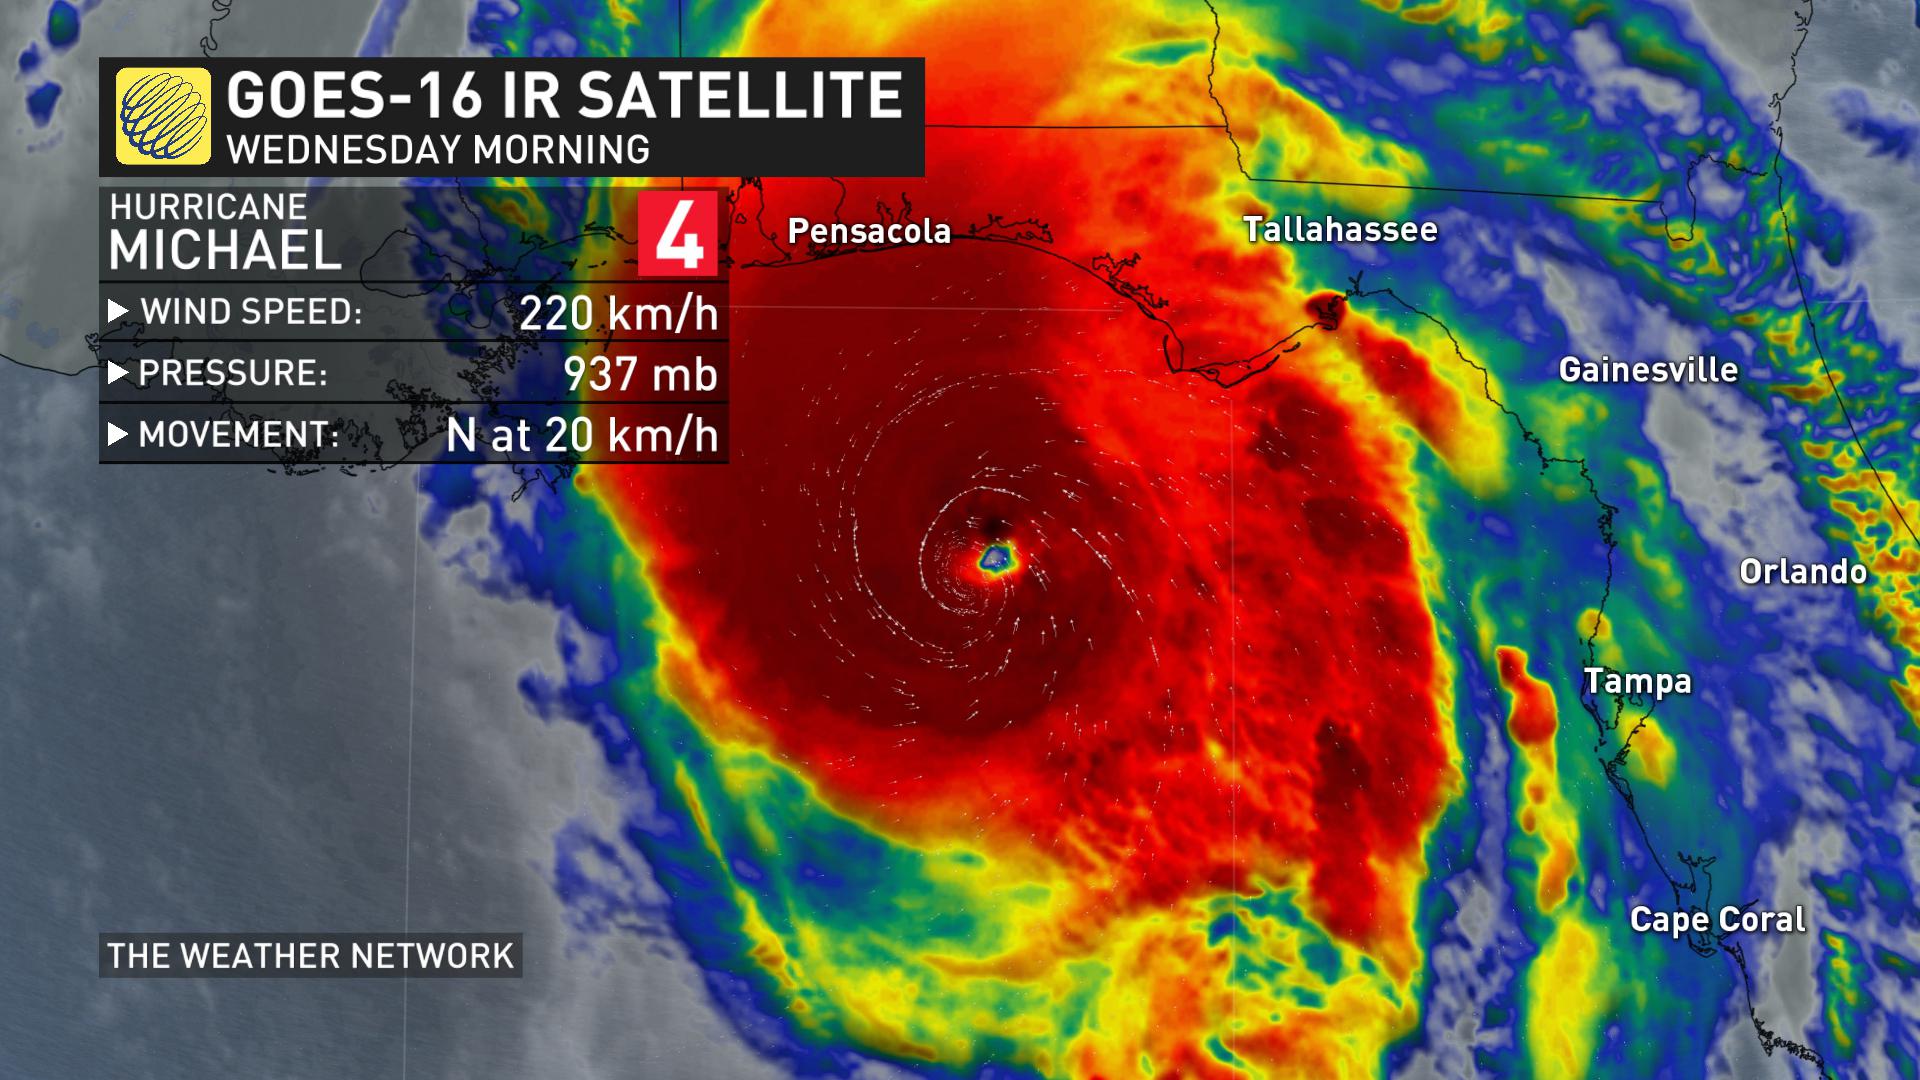 GOES-16 IR SATELLITE
WEDNESDAY MORNING
HURRICANE
MICHAEL
4
WIND SPEED: 220 km/h
PRESSURE: 937 mb
MOVEMENT: N at 20 km/h
Pensacola
Tallahassee
Gainesville
Orlando
Tampa
Cape Coral
THE WEATHER NETWORK